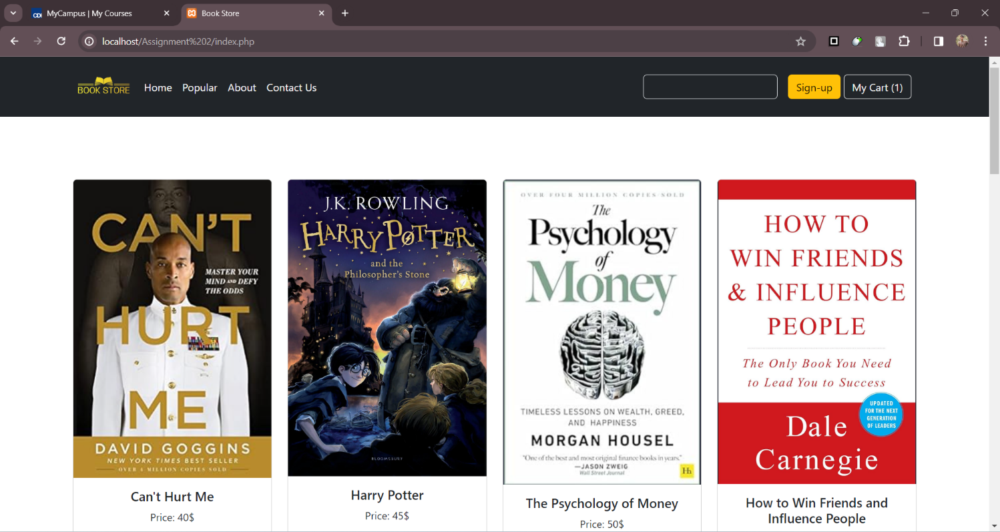 MyCampus | My Courses
Book Store
localhost/Assignment%202/index.php
BOOK STORE
Home
Popular
About
Contact Us
Sign-up
My Cart (1)
CAN'T
MASTER YOUR
MIND AND DEFY
THE ODDS
HURT
ME
DAVID GOGGINS
NEW YORK TIMES BEST SELLER
OVER 4 MILLION COPIES SOLD
Can't Hurt Me
Price: 40$
J.K. ROWLING
HARRY POTTER
and the
Philosopher's Stone
BLOOMSBURY
Harry Potter
Price: 45$
OVER FOUR MILLION COPIES SOLD
The
Psychology
of
Money
TIMELESS LESSONS ON WEALTH, GREED,
AND HAPPINESS
MORGAN HOUSEL
"One of the best and most original finance books in years."
—JASON ZWEIG
Wall Street Journal
Hh
The Psychology of Money
Price: 50$
HOW TO
WIN FRIENDS
& INFLUENCE
PEOPLE
The Only Book You Need
to Lead You to Success
UPDATED
FOR THE NEXT
GENERATION
OF LEADERS
Dale
Carnegie
How to Win Friends and
Influence People